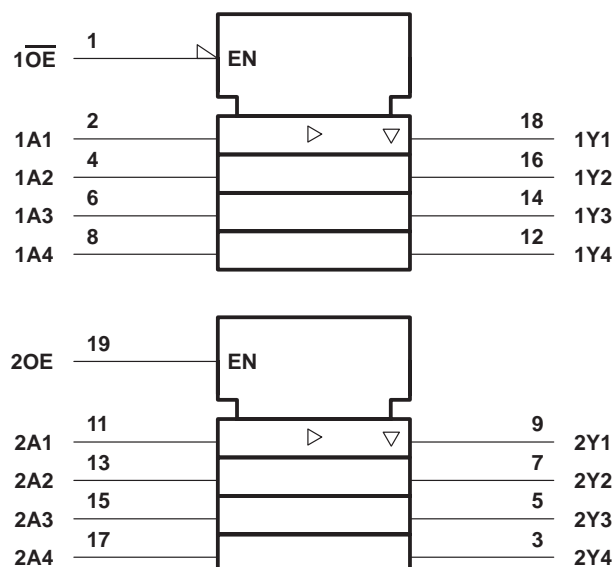 1
1O̅E̅ EN
2 18
1A1 1Y1
4 16
1A2 1Y2
6 14
1A3 1Y3
8 12
1A4 1Y4
19
2OE EN
11 9
2A1 2Y1
13 7
2A2 2Y2
15 5
2A3 2Y3
17 3
2A4 2Y4